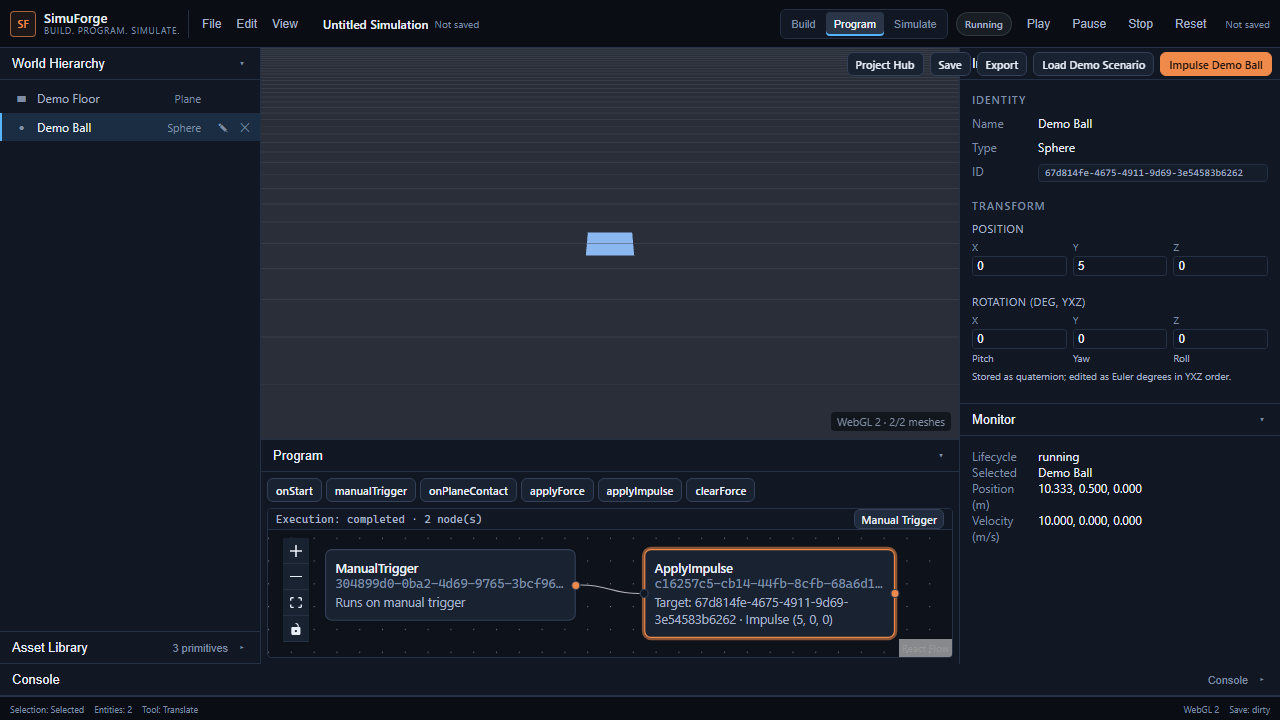 SF
SimuForge
BUILD. PROGRAM. SIMULATE.
File Edit View
Untitled Simulation Not saved
Build Program Simulate
Running
Play Pause Stop Reset Not saved
World Hierarchy
Demo Floor Plane
Demo Ball Sphere
Asset Library 3 primitives
Project Hub Save Export Load Demo Scenario Impulse Demo Ball
WebGL 2 · 2/2 meshes
Program
onStart manualTrigger onPlaneContact applyForce applyImpulse clearForce
Execution: completed · 2 node(s)
Manual Trigger
ManualTrigger
304899d0-0ba2-4d69-9765-3bcf96…
Runs on manual trigger
ApplyImpulse
c16257c5-cb14-44fb-8cfb-68a6d1…
Target: 67d814fe-4675-4911-9d69-
3e54583b6262 · Impulse (5, 0, 0)
React Flow
IDENTITY
Name Demo Ball
Type Sphere
ID 67d814fe-4675-4911-9d69-3e54583b6262
TRANSFORM
POSITION
X Y Z
0 5 0
ROTATION (DEG, YXZ)
X Y Z
0 0 0
Pitch Yaw Roll
Stored as quaternion; edited as Euler degrees in YXZ order.
Monitor
Lifecycle running
Selected Demo Ball
Position 10.333, 0.500, 0.000
(m)
Velocity 10.000, 0.000, 0.000
(m/s)
Console Console
Selection: Selected Entities: 2 Tool: Translate
WebGL 2 Save: dirty